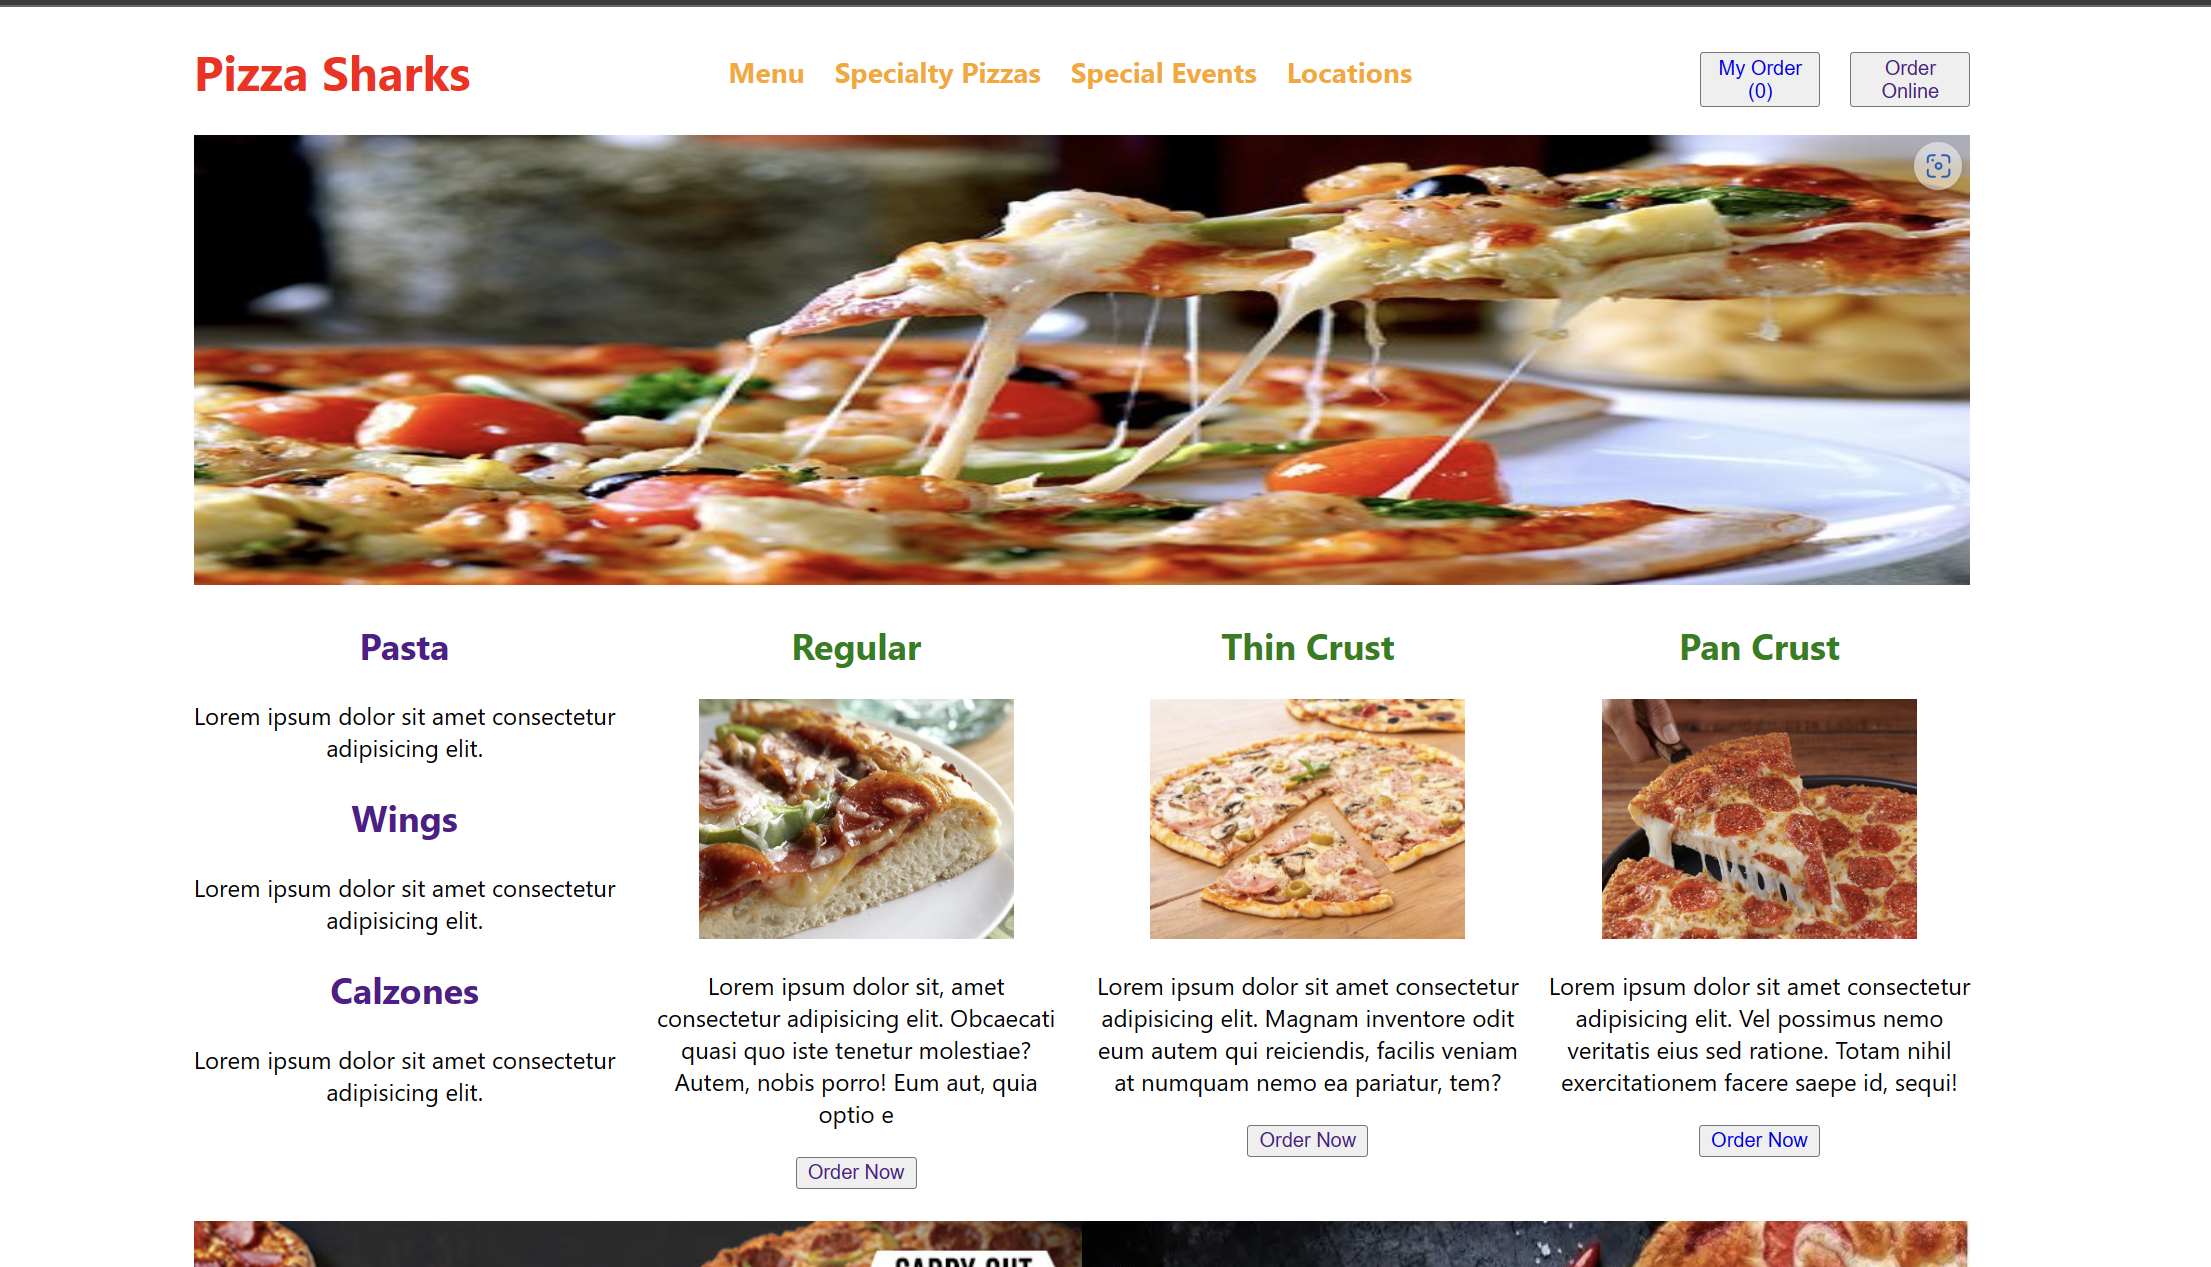 Pizza Sharks
Menu Specialty Pizzas Special Events Locations
My Order
(0)
Order
Online
Pasta
Lorem ipsum dolor sit amet consectetur
adipisicing elit.
Wings
Lorem ipsum dolor sit amet consectetur
adipisicing elit.
Calzones
Lorem ipsum dolor sit amet consectetur
adipisicing elit.
Regular
Lorem ipsum dolor sit, amet
consectetur adipisicing elit. Obcaecati
quasi quo iste tenetur molestiae?
Autem, nobis porro! Eum aut, quia
optio e
Order Now
Thin Crust
Lorem ipsum dolor sit amet consectetur
adipisicing elit. Magnam inventore odit
eum autem qui reiciendis, facilis veniam
at numquam nemo ea pariatur, tem?
Order Now
Pan Crust
Lorem ipsum dolor sit amet consectetur
adipisicing elit. Vel possimus nemo
veritatis eius sed ratione. Totam nihil
exercitationem facere saepe id, sequi!
Order Now
CARRY OUT